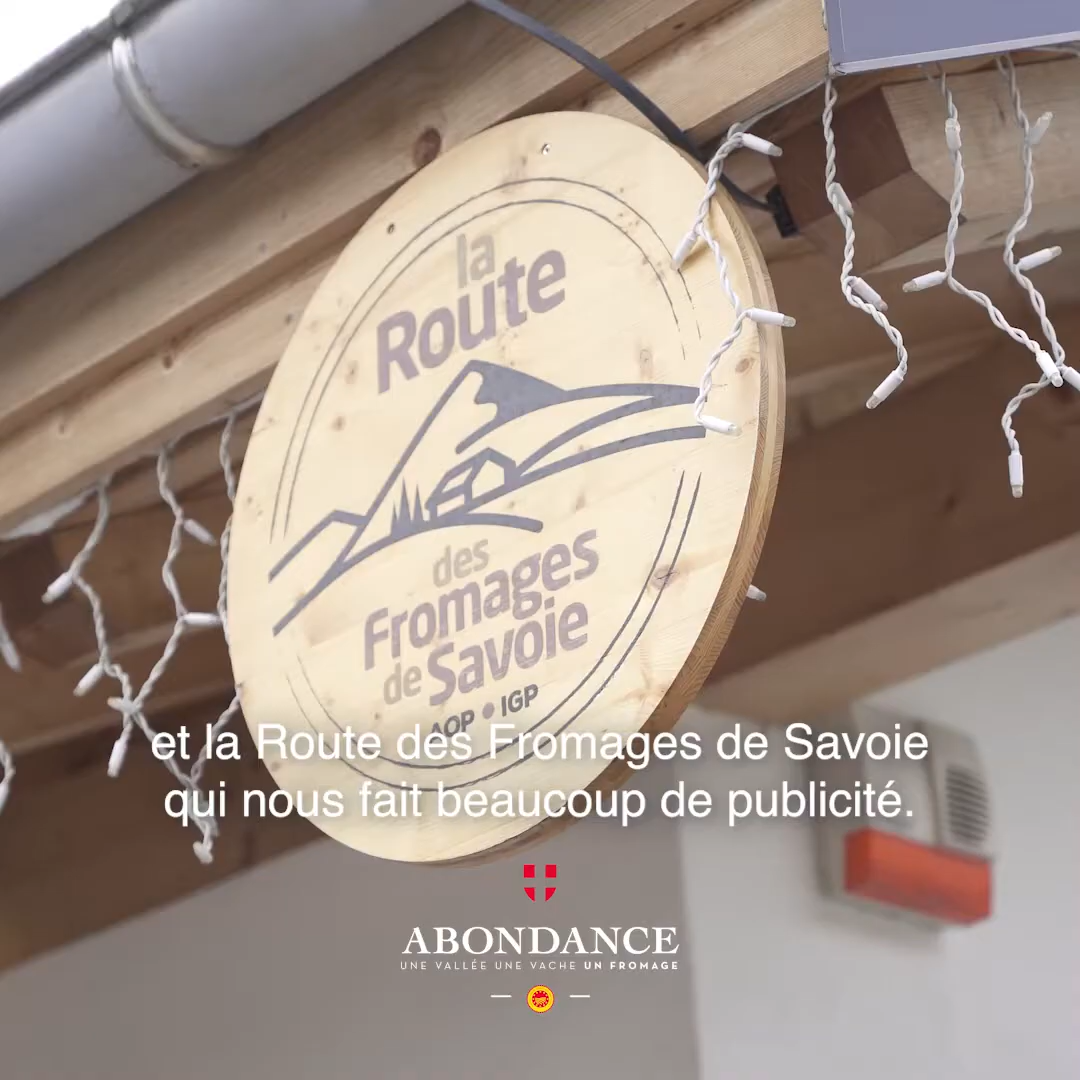 la
Route
des
Fromages
de Savoie
AOP • IGP
et la Route des Fromages de Savoie
qui nous fait beaucoup de publicité.
ABONDANCE
UNE VALLÉE UNE VACHE UN FROMAGE